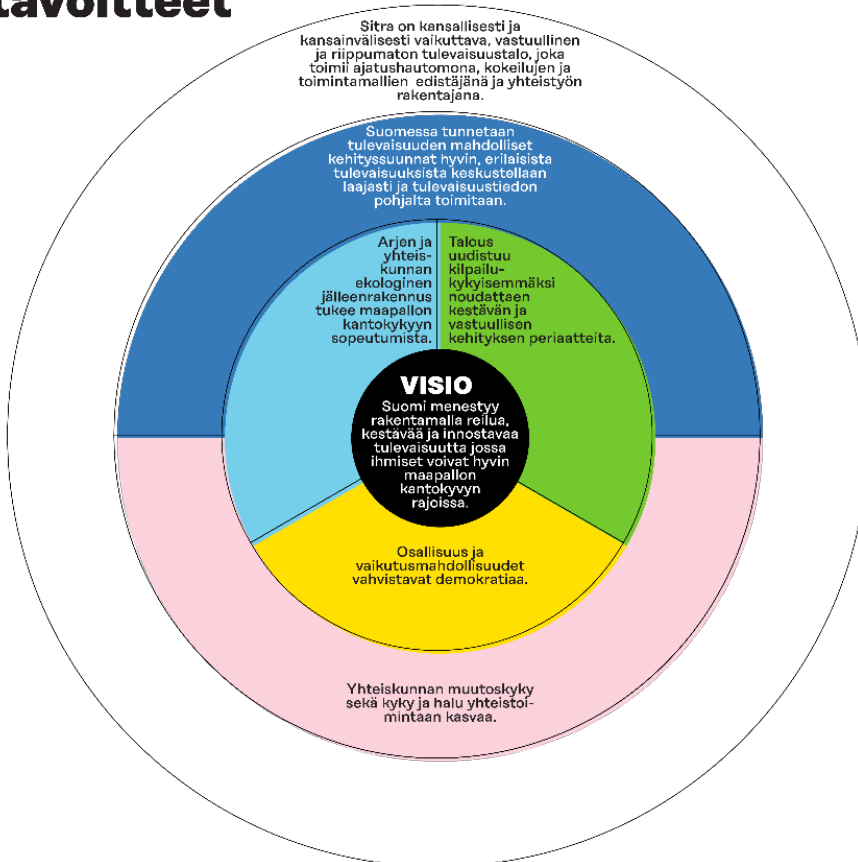 tavoitteet
Sitra on kansallisesti ja
kansainvälisesti vaikuttava, vastuullinen
ja riippumaton tulevaisuustalo, joka
toimii ajatushautomona, kokeilujen ja
toimintamallien edistäjänä ja yhteistyön
rakentajana.
Suomessa tunnetaan
tulevaisuuden mahdolliset
kehityssuunnat hyvin, erilaisista
tulevaisuuksista keskustellaan
laajasti ja tulevaisuustiedon
pohjalta toimitaan.
Arjen ja
yhteis-
kunnan
ekologinen
jälleenrakennus
tukee maapallon
kantokykyyn
sopeutumista.
Talous
uudistuu
kilpailu-
kykyisemmäksi
noudattaen
kestävän ja
vastuullisen
kehityksen periaatteita.
VISIO
Suomi menestyy
rakentamalla reilua,
kestävää ja innostavaa
tulevaisuutta jossa
ihmiset voivat hyvin
maapallon
kantokyvyn
rajoissa.
Osallisuus ja
vaikutusmahdollisuudet
vahvistavat demokratiaa.
Yhteiskunnan muutoskyky
sekä kyky ja halu yhteistoi-
mintaan kasvaa.